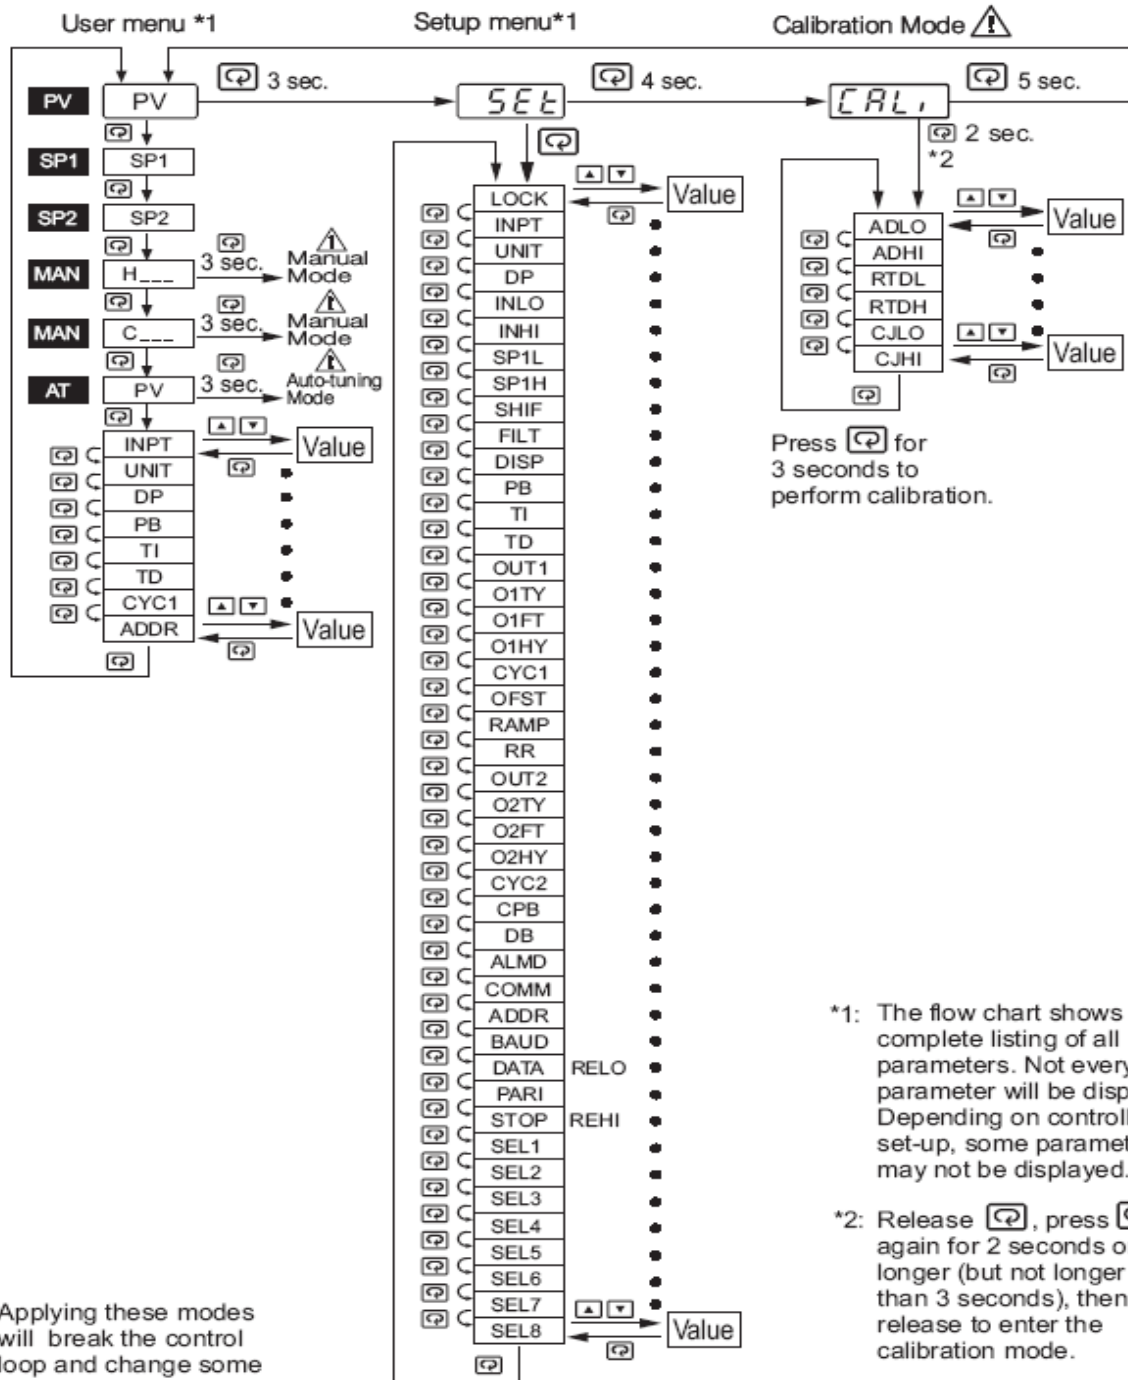 User menu *1
Setup menu*1
Calibration Mode
PV
PV
3 sec.
SEt
4 sec.
CALi
5 sec.
SP1
SP1
SP2
SP2
MAN
H___
3 sec.
Manual
Mode
MAN
C___
3 sec.
Manual
Mode
AT
PV
3 sec.
Auto-tuning
Mode
INPT
UNIT
DP
PB
TI
TD
CYC1
ADDR
Value
Value
LOCK
INPT
UNIT
DP
INLO
INHI
SP1L
SP1H
SHIF
FILT
DISP
PB
TI
TD
OUT1
O1TY
O1FT
O1HY
CYC1
OFST
RAMP
RR
OUT2
O2TY
O2FT
O2HY
CYC2
CPB
DB
ALMD
COMM
ADDR
BAUD
DATA RELO
PARI
STOP REHI
SEL1
SEL2
SEL3
SEL4
SEL5
SEL6
SEL7
SEL8
Value
Value
2 sec.
*2
ADLO
ADHI
RTDL
RTDH
CJLO
CJHI
Value
Value
Press for
3 seconds to
perform calibration.
*1: The flow chart shows
complete listing of all
parameters. Not every
parameter will be disp
Depending on controll
set-up, some paramet
may not be displayed.
*2: Release , press
again for 2 seconds o
longer (but not longer
than 3 seconds), then
release to enter the
calibration mode.
Applying these modes
will break the control
loop and change some